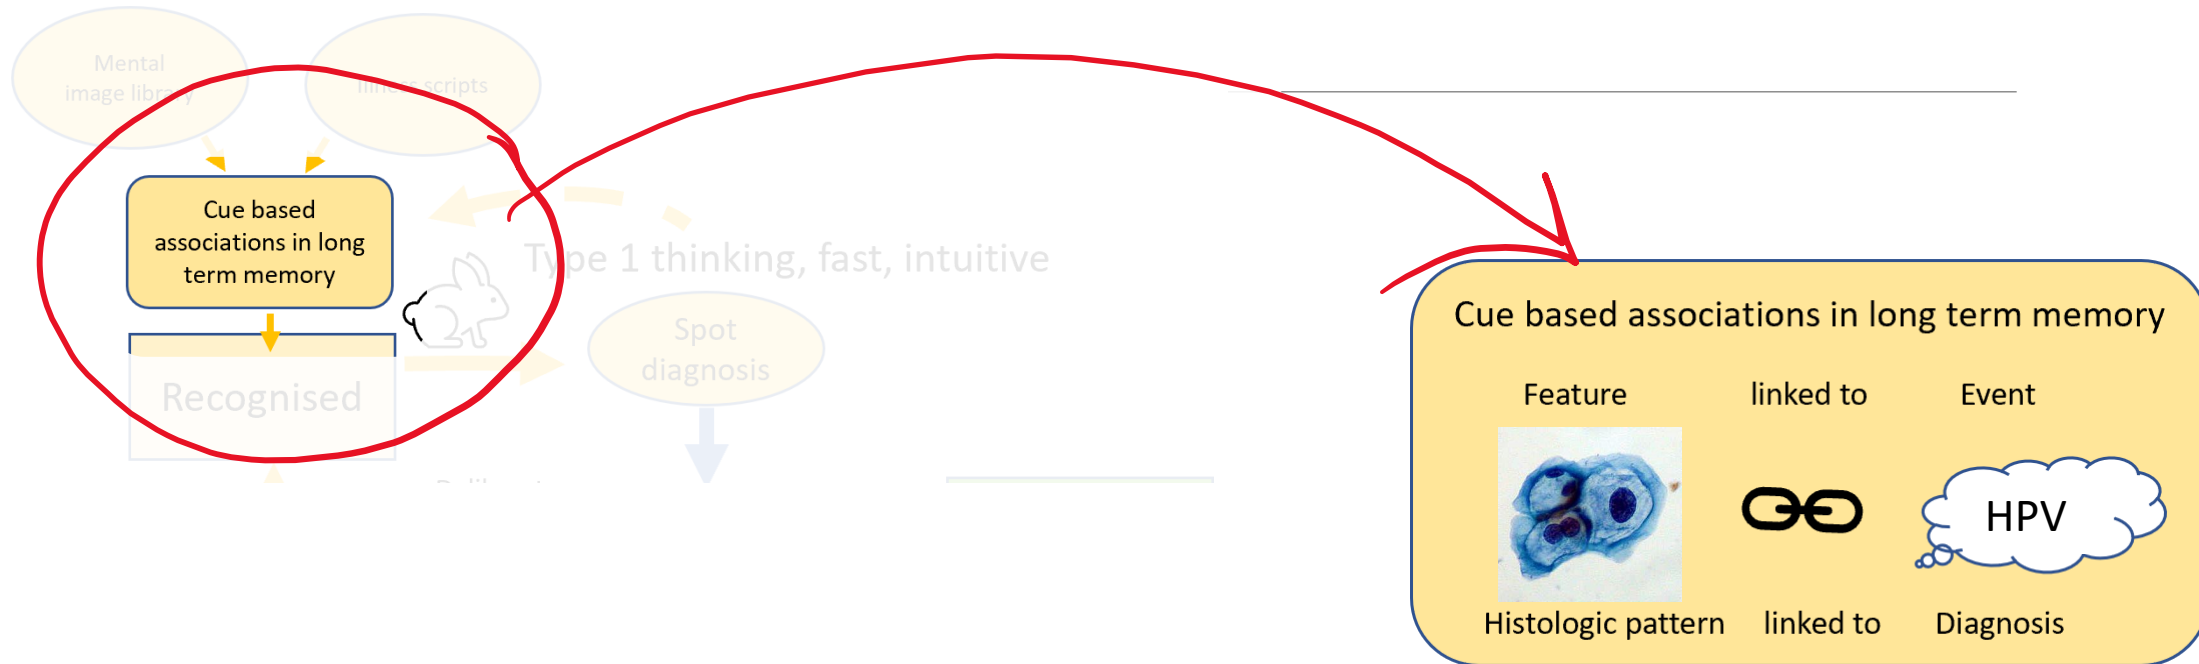 Mental
image library
Illness scripts
Cue based
associations in long
term memory
Type 1 thinking, fast, intuitive
Spot
diagnosis
Recognised
Cue based associations in long term memory
Feature linked to Event
HPV
Histologic pattern linked to Diagnosis